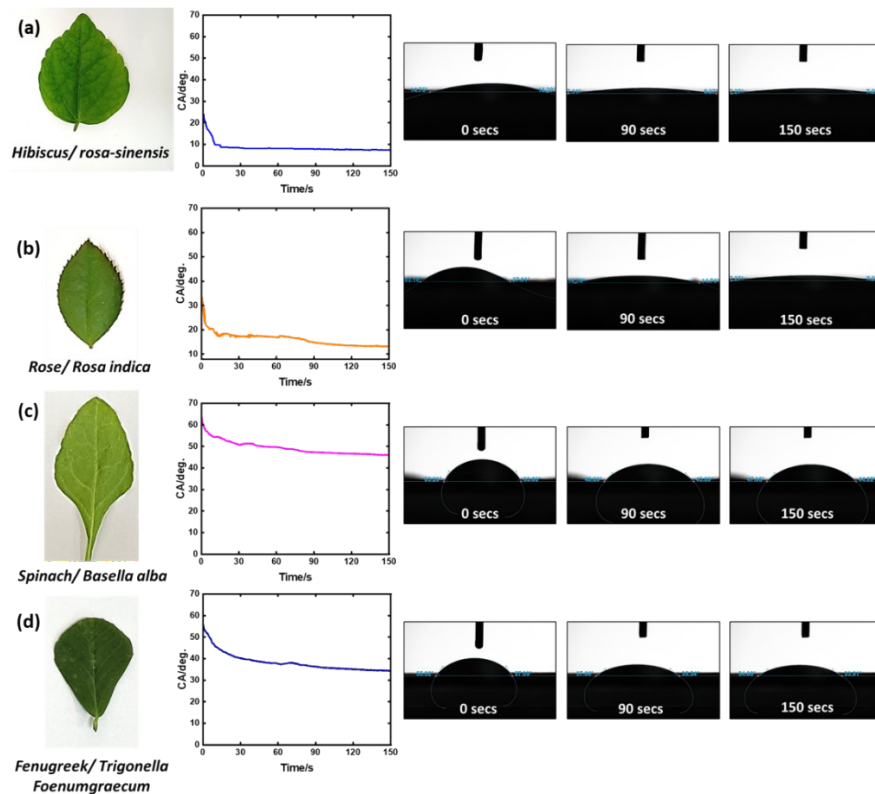 (a)
Hibiscus/ rosa-sinensis
CA/deg.
70
60
50
40
30
20
10
0
0 30 60 90 120 150
Time/s
0 secs
90 secs
150 secs
(b)
Rose/ Rosa indica
CA/deg.
70
60
50
40
30
20
10
0 30 60 90 120 150
Time/s
0 secs
90 secs
150 secs
(c)
Spinach/ Basella alba
CA/deg.
70
60
50
40
30
20
10
0
0 30 60 90 120 150
Time/s
0 secs
90 secs
150 secs
(d)
Fenugreek/ Trigonella
Foenumgraecum
CA/deg.
70
60
50
40
30
20
10
0
0 30 60 90 120 150
Time/s
0 secs
90 secs
150 secs